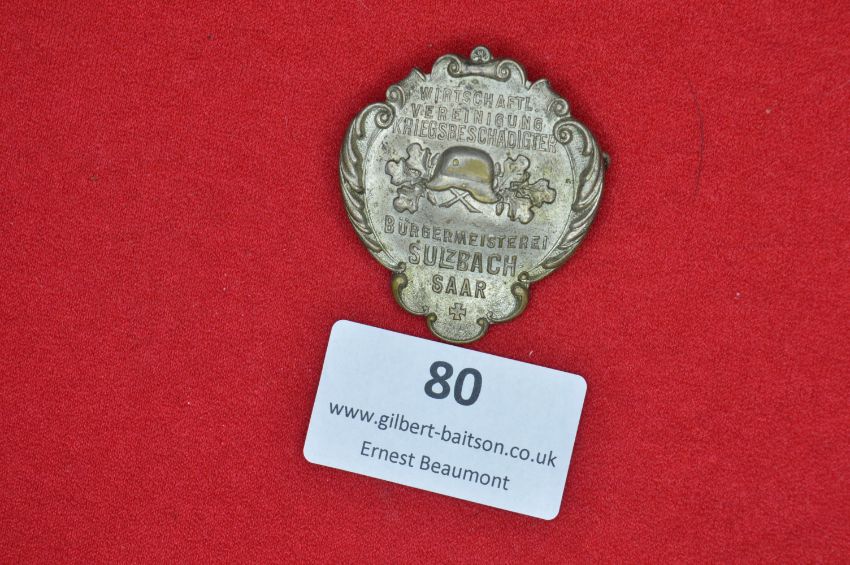 WIRTSCHAFTL.
VEREINIGUNG
KRIEGSBESCHÄDIGTER
BÜRGERMEISTEREI
SULZBACH
SAAR
80
www.gilbert-baitson.co.uk
Ernest Beaumont